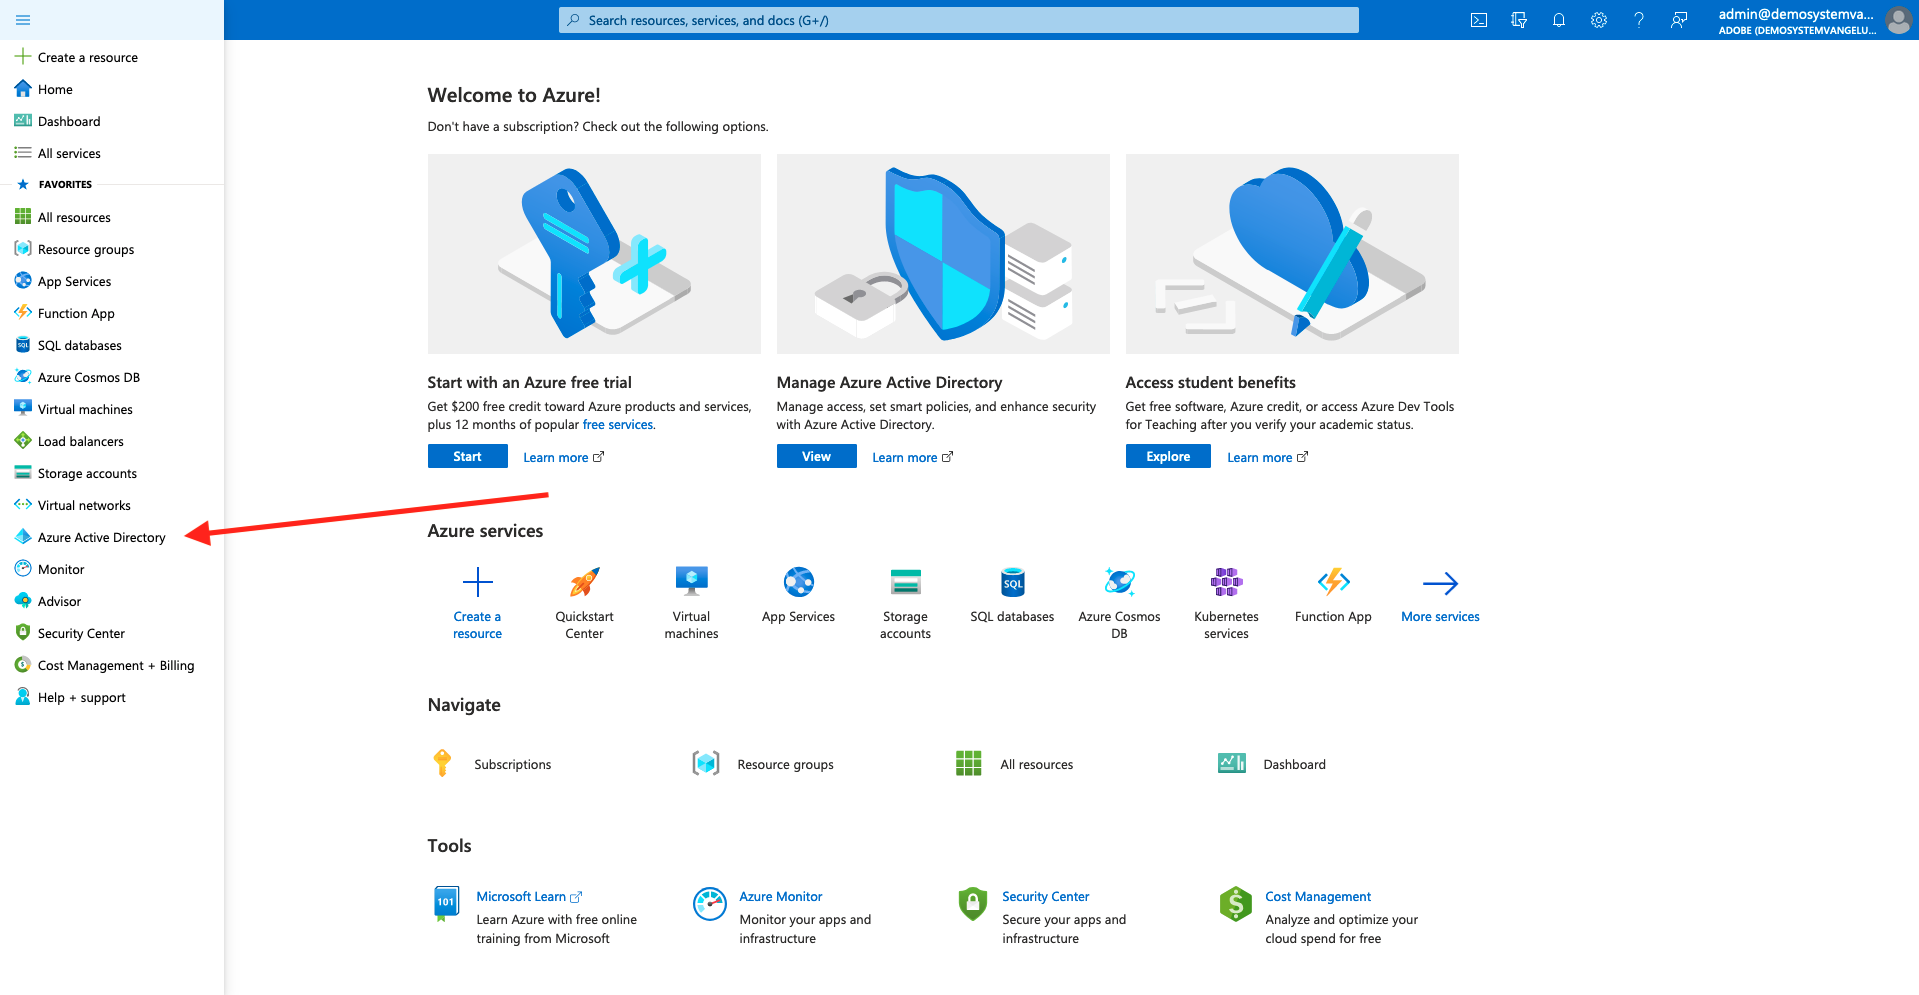 Search resources, services, and docs (G+/)
admin@demosystemva...
ADOBE (DEMOSYSTEMVANGELU...
Create a resource
Home
Dashboard
All services
FAVORITES
All resources
Resource groups
App Services
Function App
SQL databases
Azure Cosmos DB
Virtual machines
Load balancers
Storage accounts
Virtual networks
Azure Active Directory
Monitor
Advisor
Security Center
Cost Management + Billing
Help + support
Welcome to Azure!
Don't have a subscription? Check out the following options.
Start with an Azure free trial
Get $200 free credit toward Azure products and services,
plus 12 months of popular free services.
Start
Learn more
Manage Azure Active Directory
Manage access, set smart policies, and enhance security
with Azure Active Directory.
View
Learn more
Access student benefits
Get free software, Azure credit, or access Azure Dev Tools
for Teaching after you verify your academic status.
Explore
Learn more
Azure services
Create a
resource
Quickstart
Center
Virtual
machines
App Services
Storage
accounts
SQL
SQL databases
Azure Cosmos
DB
Kubernetes
services
Function App
More services
Navigate
Subscriptions
Resource groups
All resources
Dashboard
Tools
101
Microsoft Learn
Learn Azure with free online
training from Microsoft
Azure Monitor
Monitor your apps and
infrastructure
Security Center
Secure your apps and
infrastructure
Cost Management
Analyze and optimize your
cloud spend for free